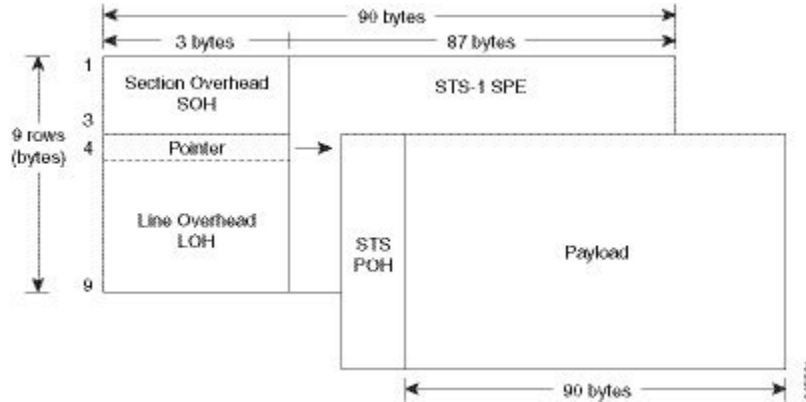 90 bytes
3 bytes
87 bytes
1
Section Overhead
SOH
STS-1 SPE
3
9 rows
(bytes)
4
Pointer
Line Overhead
LOH
STS
POH
Payload
9
90 bytes